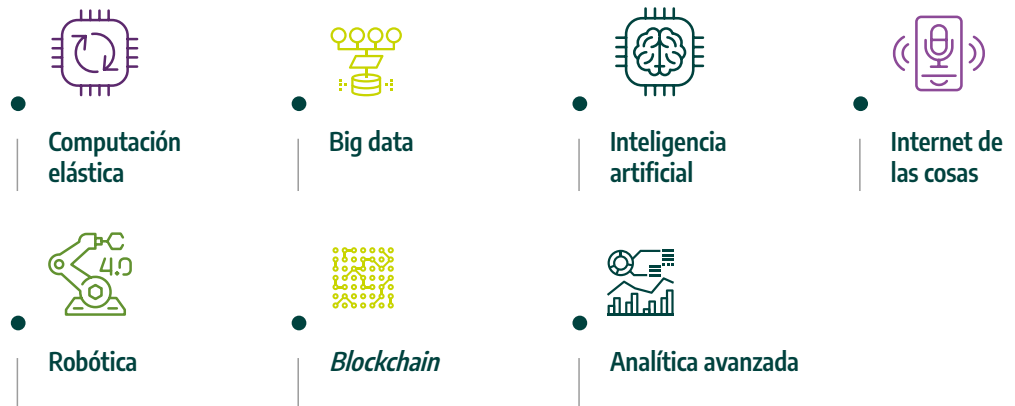 Computación
elástica
Big data
Inteligencia
artificial
Internet de
las cosas
4.0
Robótica
Blockchain
Analítica avanzada